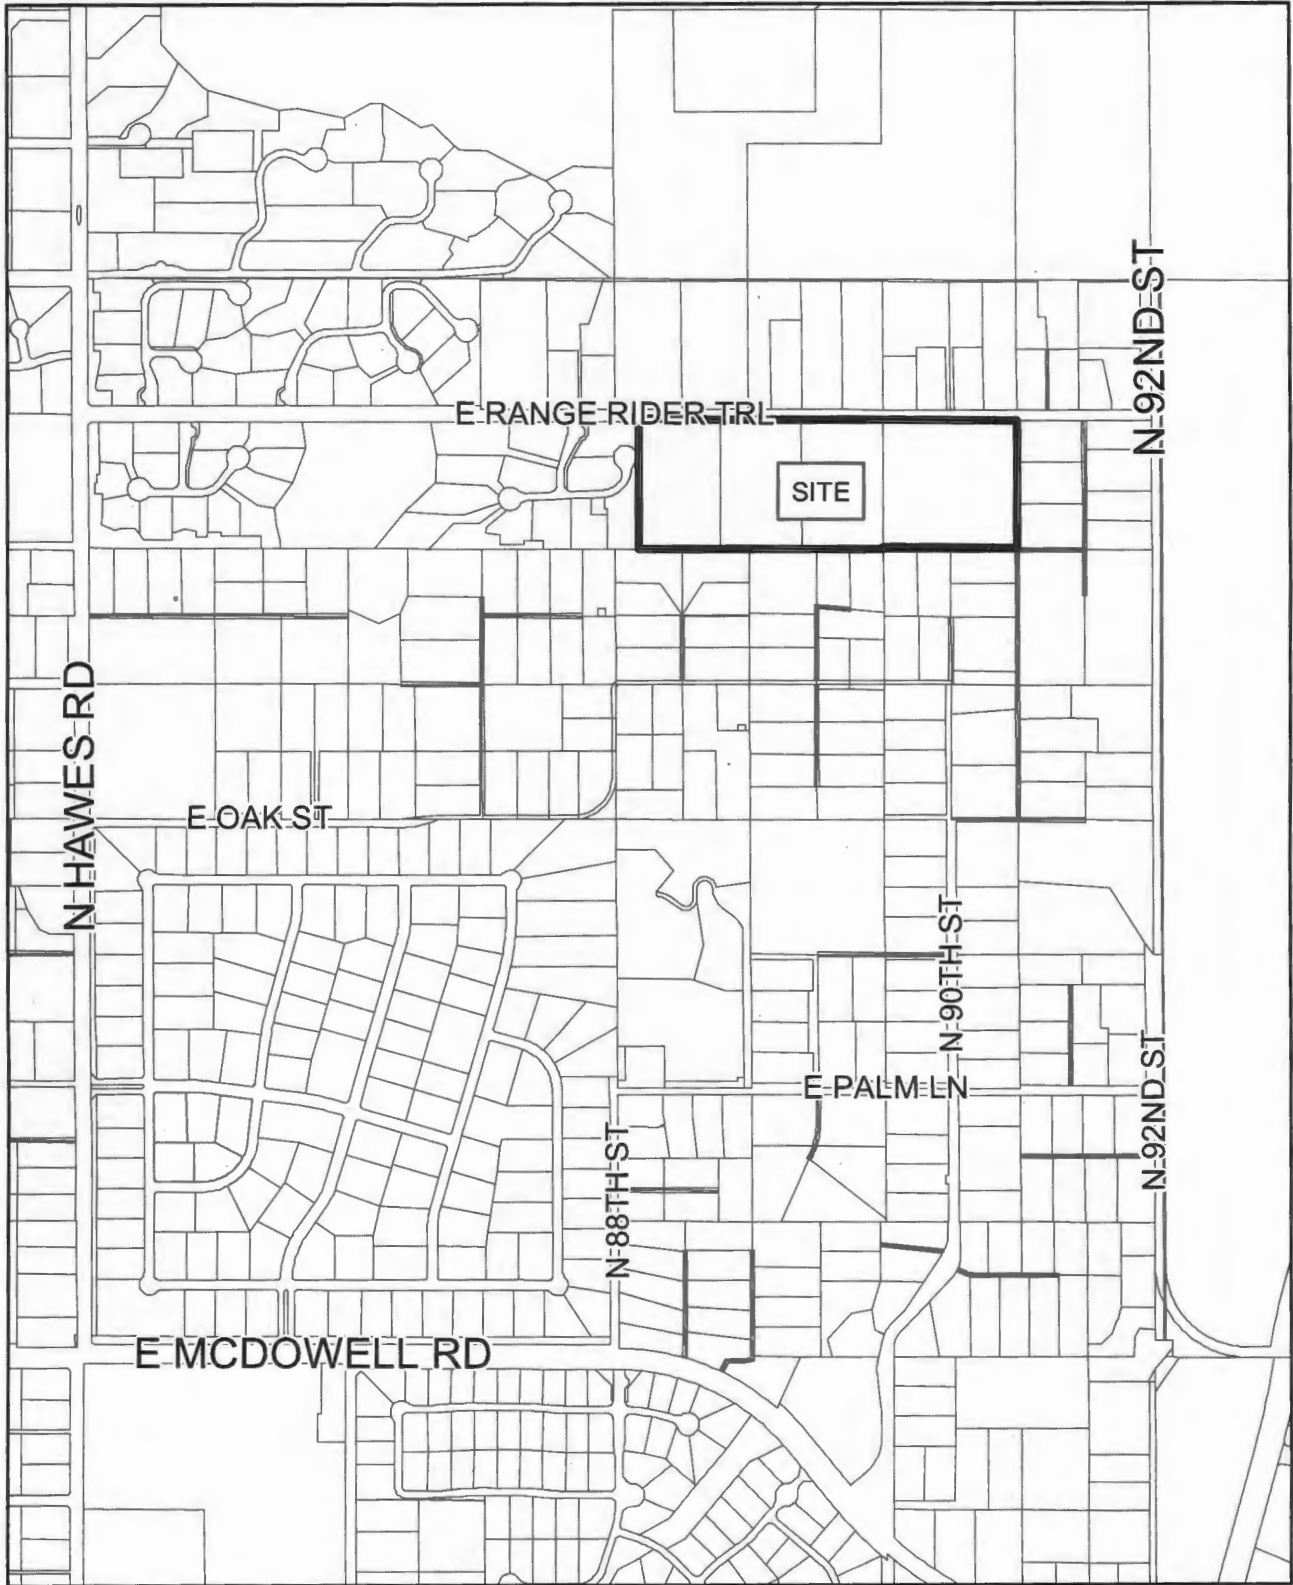 N 92ND ST
E RANGE RIDER TRL
SITE
N HAWES RD
E OAK ST
N 90TH ST
N 92ND ST
E PALM LN
N 88TH ST
E MCDOWELL RD